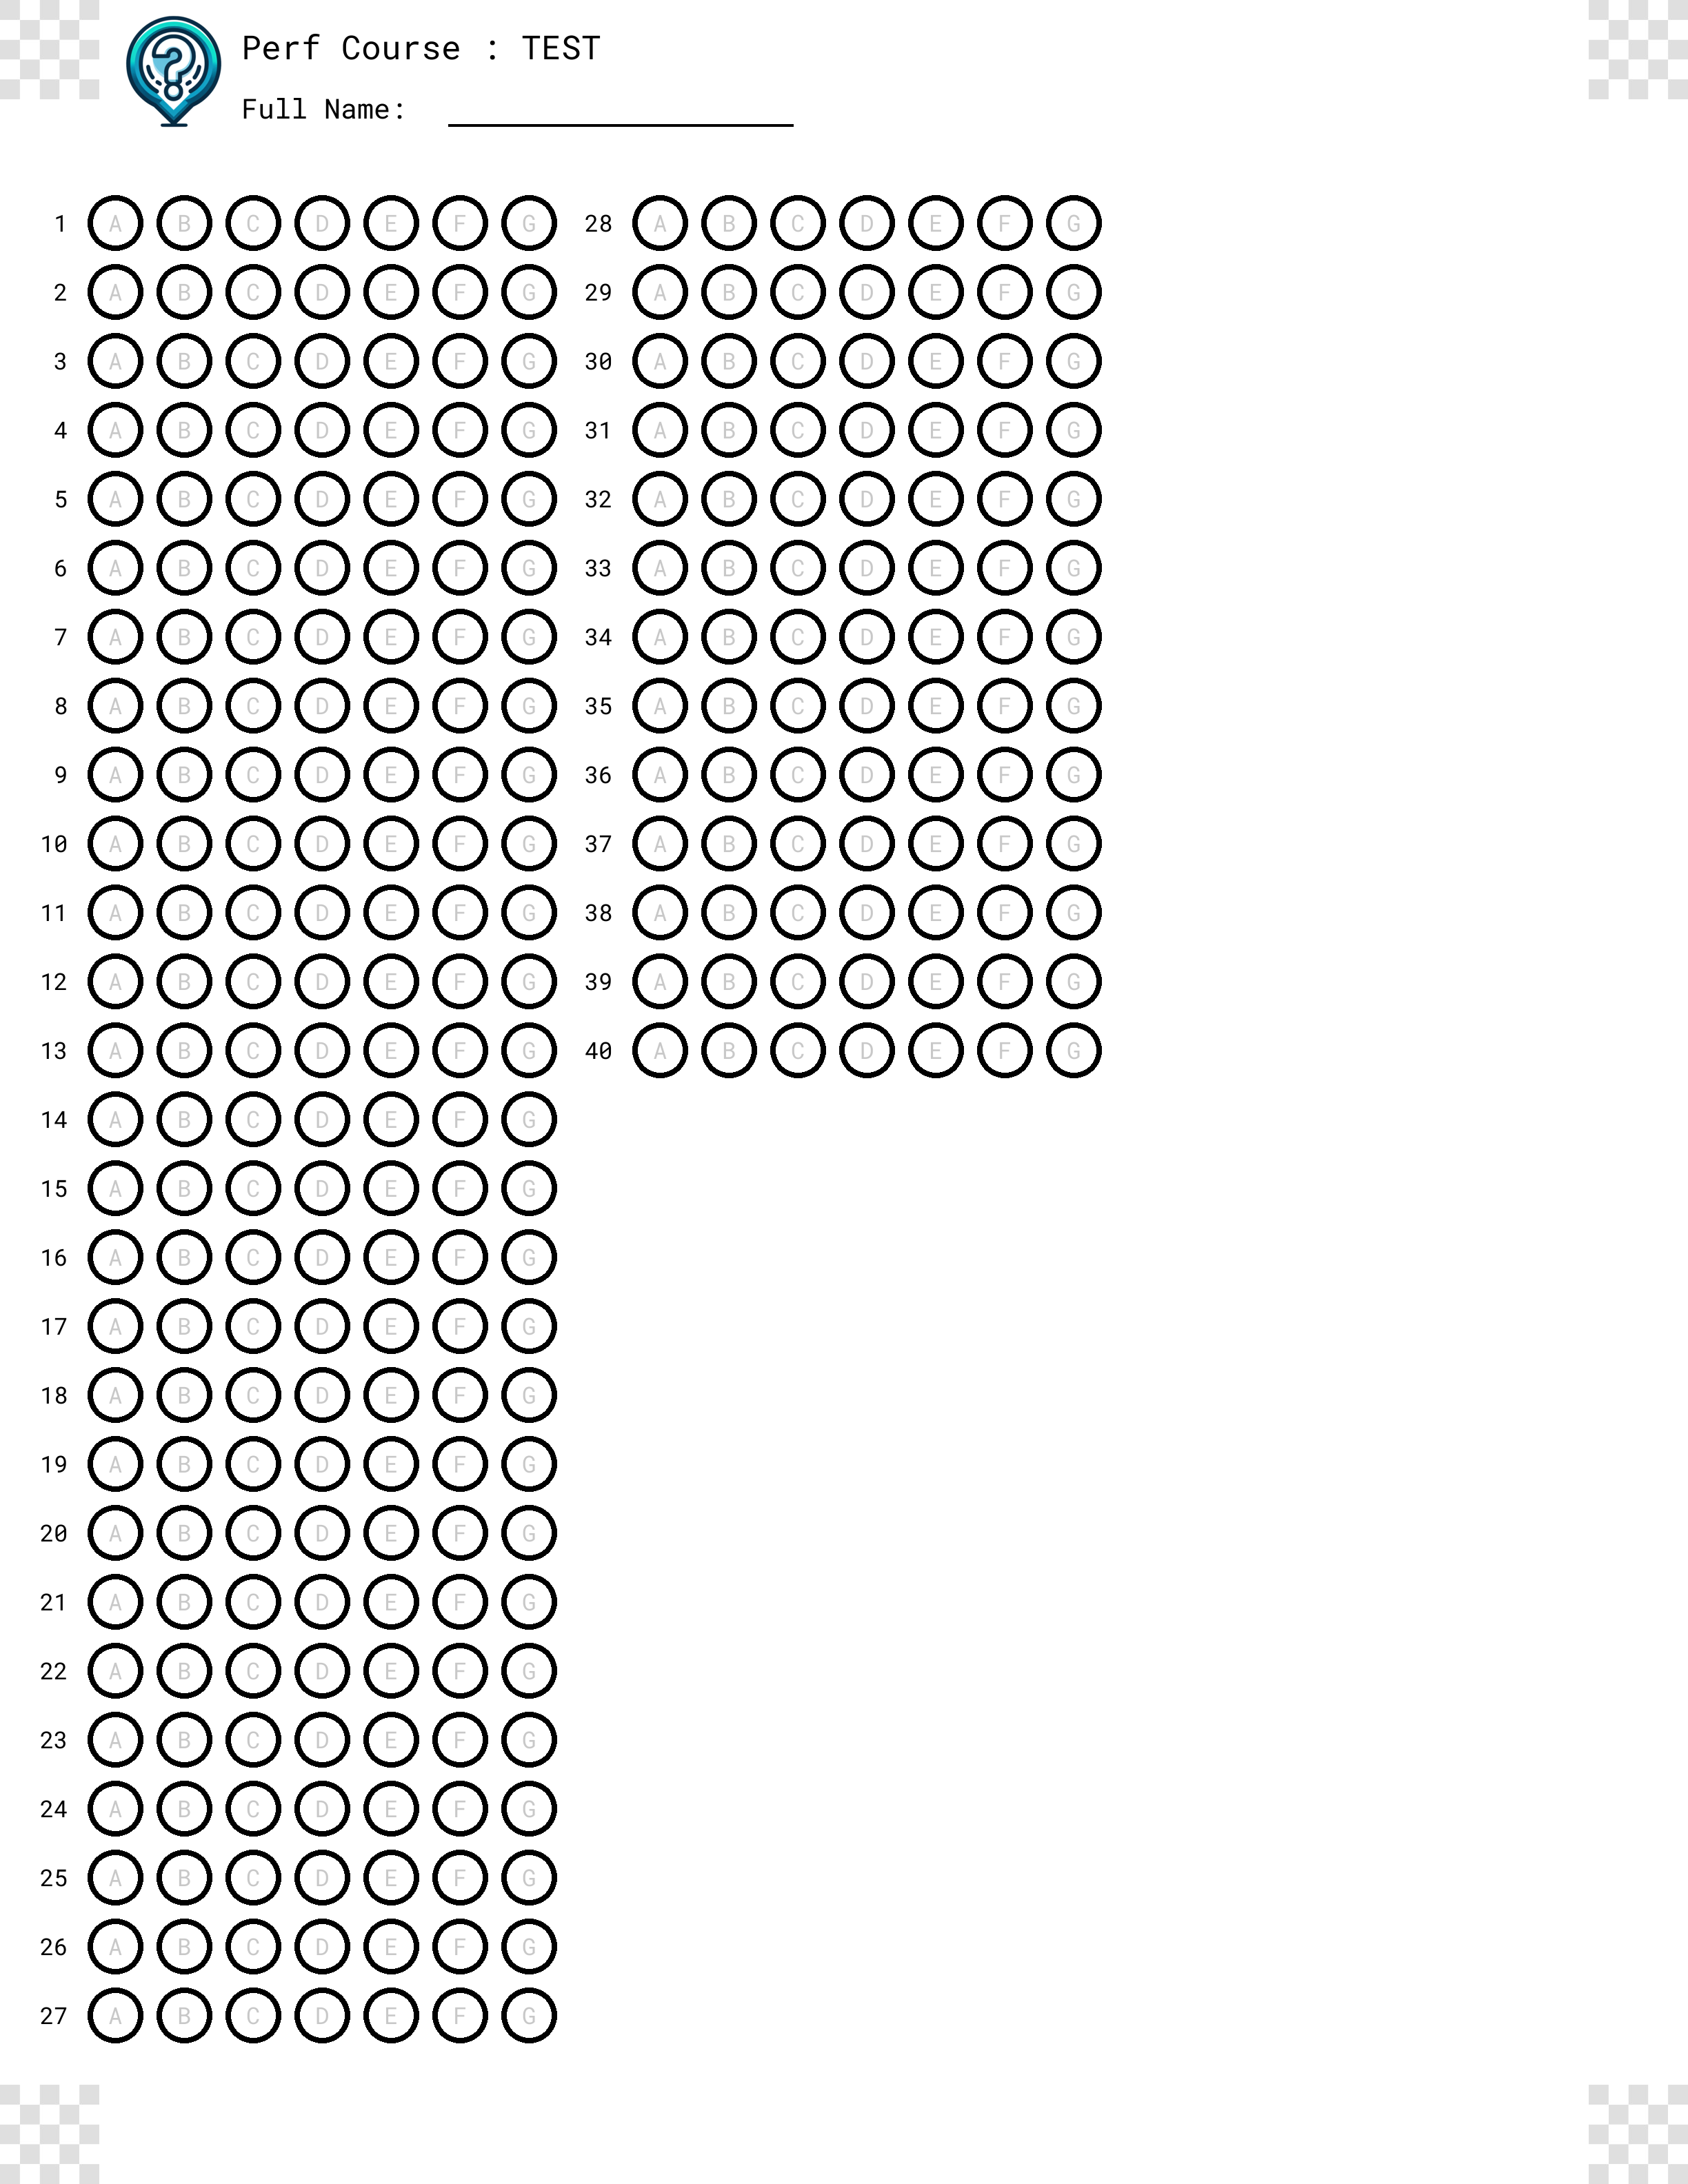 Perf Course : TEST
Full Name:
1 A B C D E F G
2 A B C D E F G
3 A B C D E F G
4 A B C D E F G
5 A B C D E F G
6 A B C D E F G
7 A B C D E F G
8 A B C D E F G
9 A B C D E F G
10 A B C D E F G
11 A B C D E F G
12 A B C D E F G
13 A B C D E F G
14 A B C D E F G
15 A B C D E F G
16 A B C D E F G
17 A B C D E F G
18 A B C D E F G
19 A B C D E F G
20 A B C D E F G
21 A B C D E F G
22 A B C D E F G
23 A B C D E F G
24 A B C D E F G
25 A B C D E F G
26 A B C D E F G
27 A B C D E F G
28 A B C D E F G
29 A B C D E F G
30 A B C D E F G
31 A B C D E F G
32 A B C D E F G
33 A B C D E F G
34 A B C D E F G
35 A B C D E F G
36 A B C D E F G
37 A B C D E F G
38 A B C D E F G
39 A B C D E F G
40 A B C D E F G